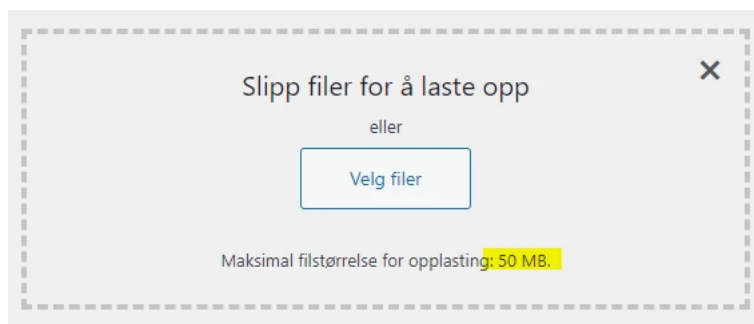 Slipp filer for å laste opp
eller
Velg filer
Maksimal filstørrelse for opplasting: 50 MB.